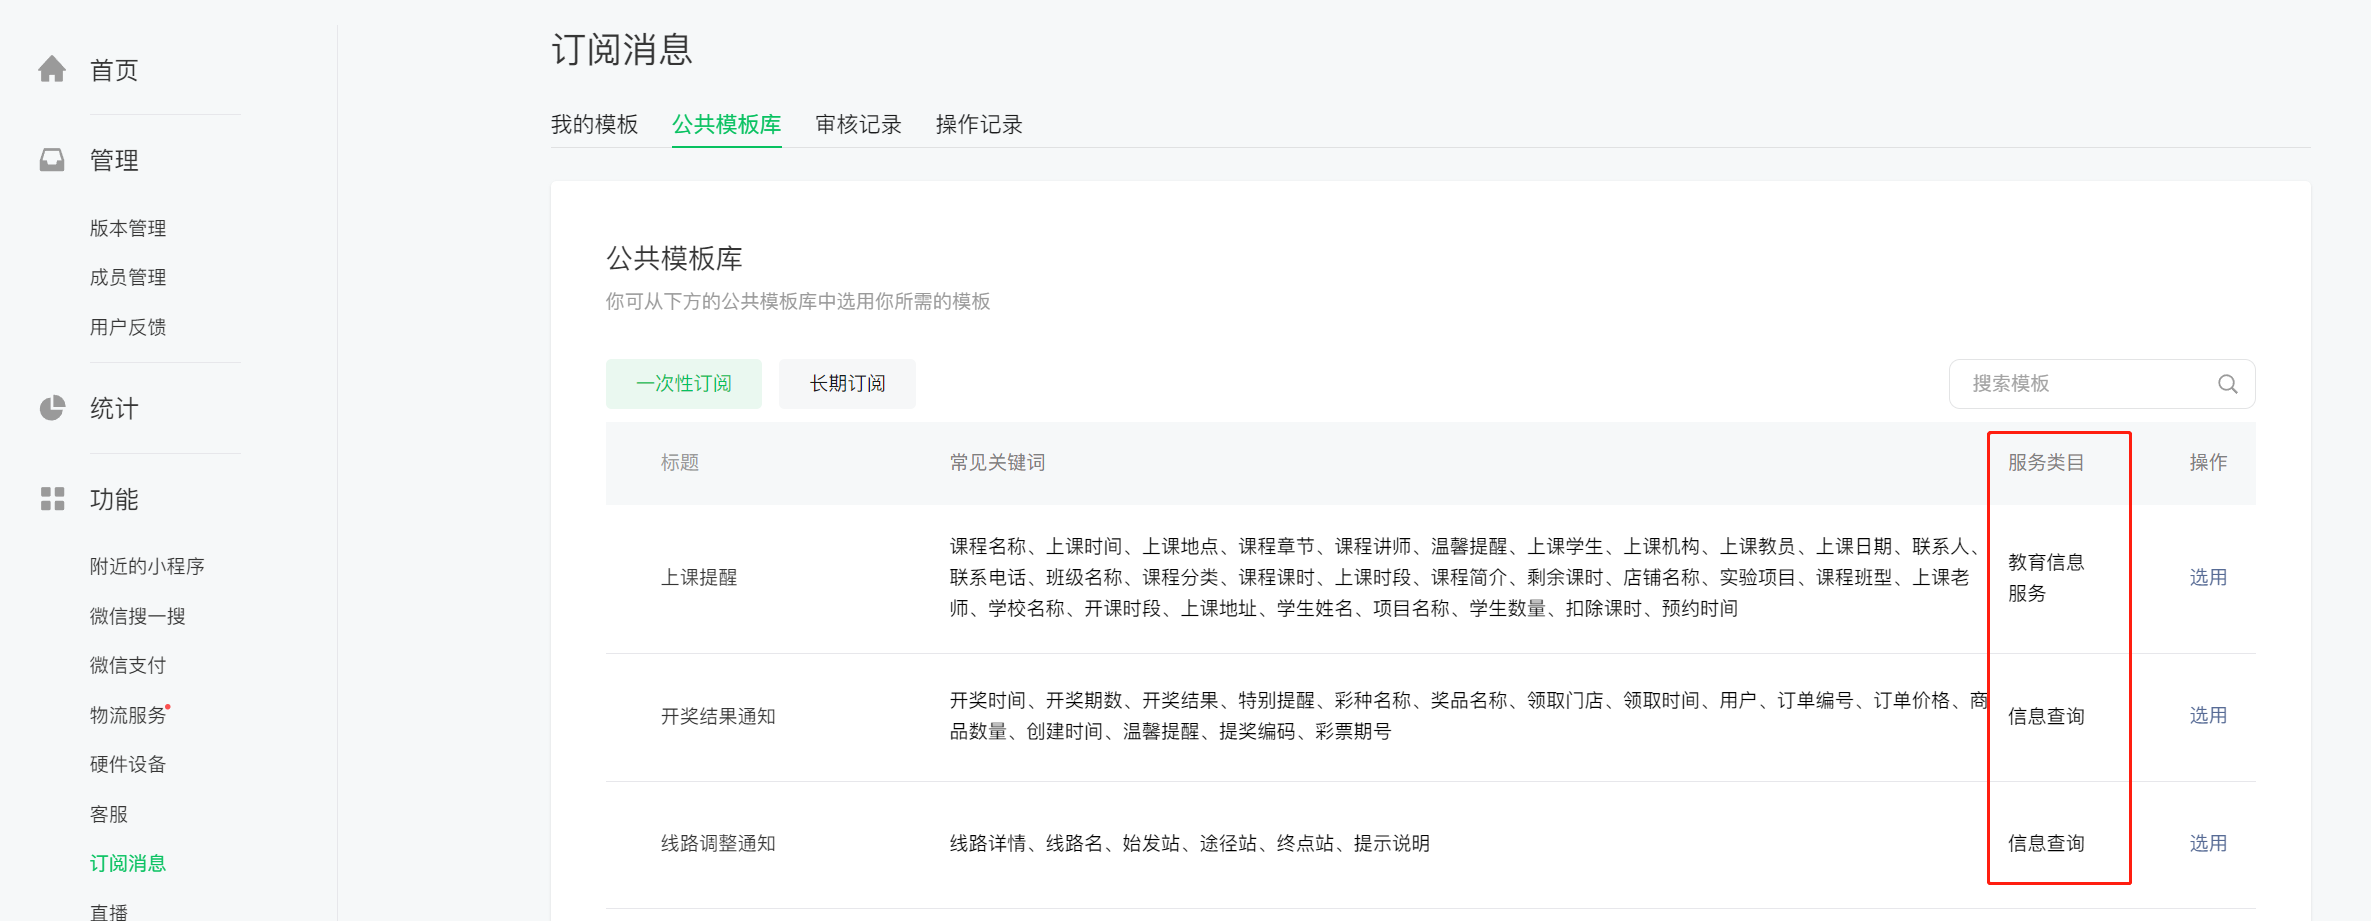 首页
管理
版本管理
成员管理
用户反馈
统计
功能
附近的小程序
微信搜一搜
微信支付
物流服务
硬件设备
客服
订阅消息
直播
订阅消息
我的模板 公共模板库 审核记录 操作记录
公共模板库
你可从下方的公共模板库中选用你所需的模板
一次性订阅 长期订阅 搜索模板
标题 常见关键词 服务类目 操作
上课提醒
课程名称、上课时间、上课地点、课程章节、课程讲师、温馨提醒、上课学生、上课机构、上课教员、上课日期、联系人、
联系电话、班级名称、课程分类、课程课时、上课时段、课程简介、剩余课时、店铺名称、实验项目、课程班型、上课老
师、学校名称、开课时段、上课地址、学生姓名、项目名称、学生数量、扣除课时、预约时间
教育信息
服务
选用
开奖结果通知
开奖时间、开奖期数、开奖结果、特别提醒、彩种名称、奖品名称、领取门店、领取时间、用户、订单编号、订单价格、商
品数量、创建时间、温馨提醒、提奖编码、彩票期号
信息查询
选用
线路调整通知
线路详情、线路名、始发站、途径站、终点站、提示说明
信息查询
选用